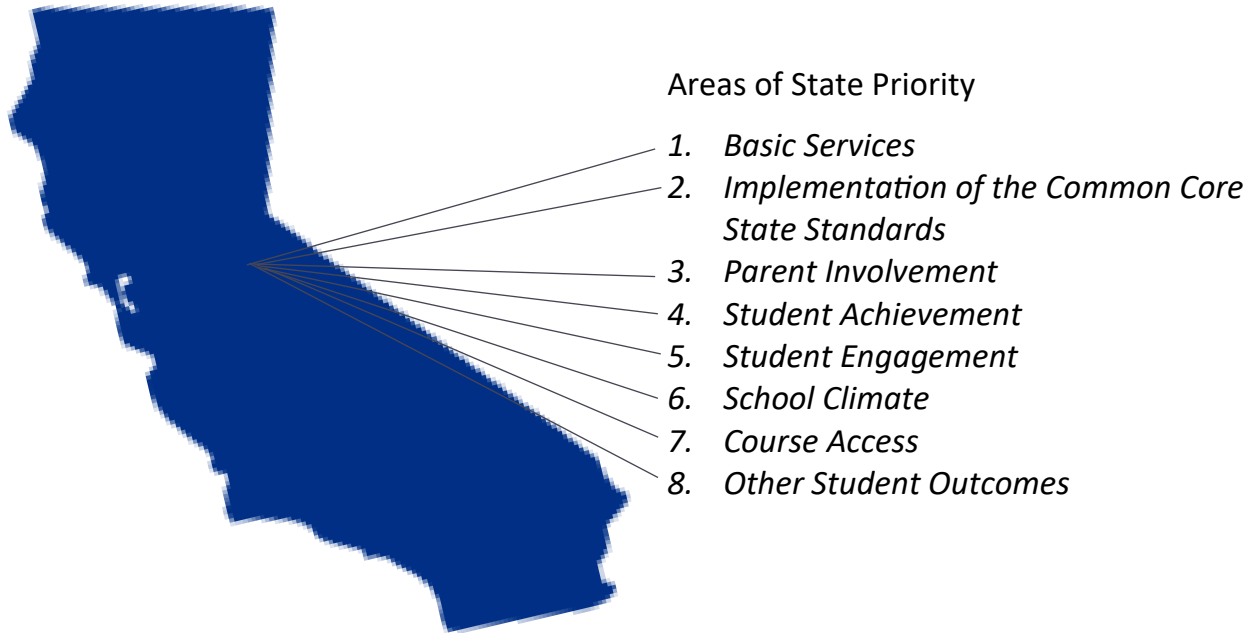 Areas of State Priority
1. Basic Services
2. Implementation of the Common Core
State Standards
3. Parent Involvement
4. Student Achievement
5. Student Engagement
6. School Climate
7. Course Access
8. Other Student Outcomes